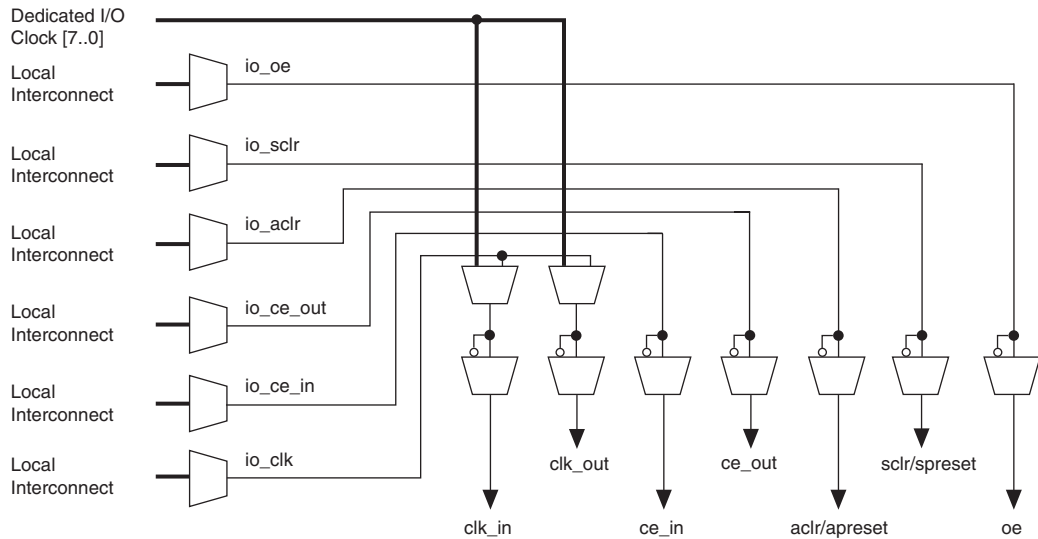 Dedicated I/O
Clock [7..0]
Local
Interconnect
io_oe
Local
Interconnect
io_sclr
Local
Interconnect
io_aclr
Local
Interconnect
io_ce_out
Local
Interconnect
io_ce_in
Local
Interconnect
io_clk
clk_out
ce_out
sclr/spreset
clk_in
ce_in
aclr/apreset
oe